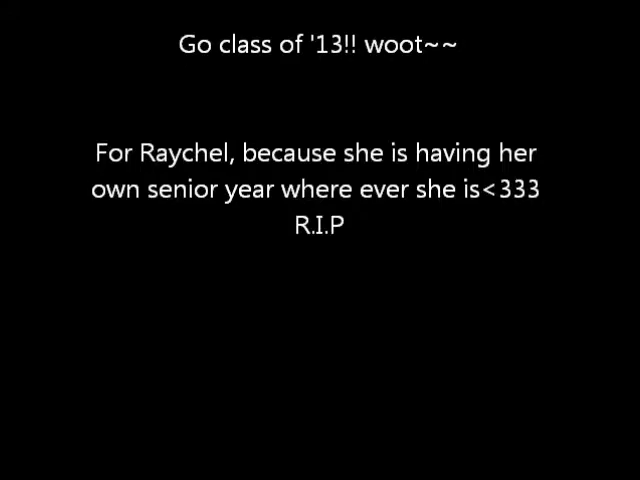 Go class of '13!! woot~~
For Raychel, because she is having her
own senior year where ever she is<333
R.I.P